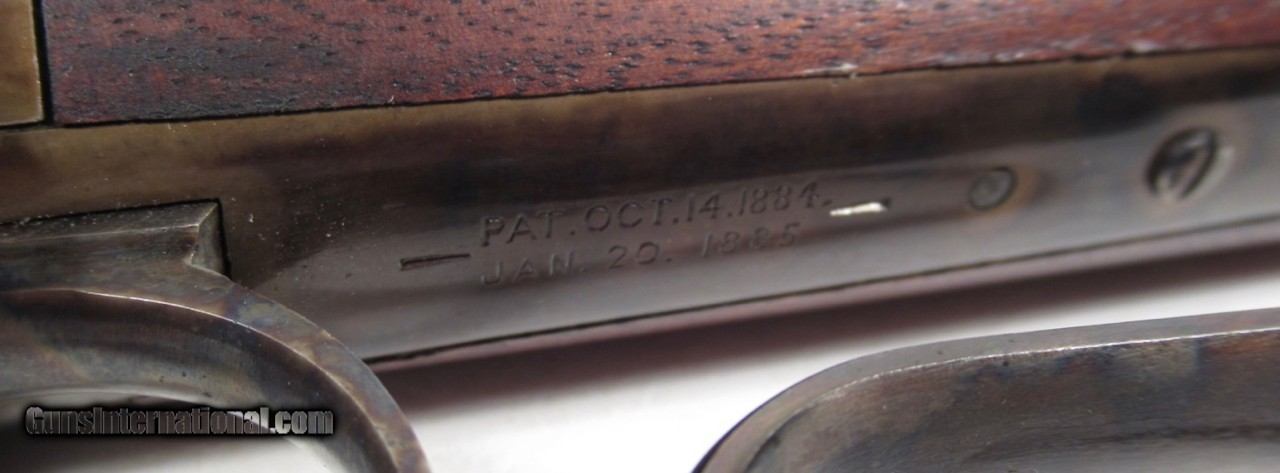 PAT. OCT. 14. 1884.
JAN. 20. 1885
GunsInternational.com